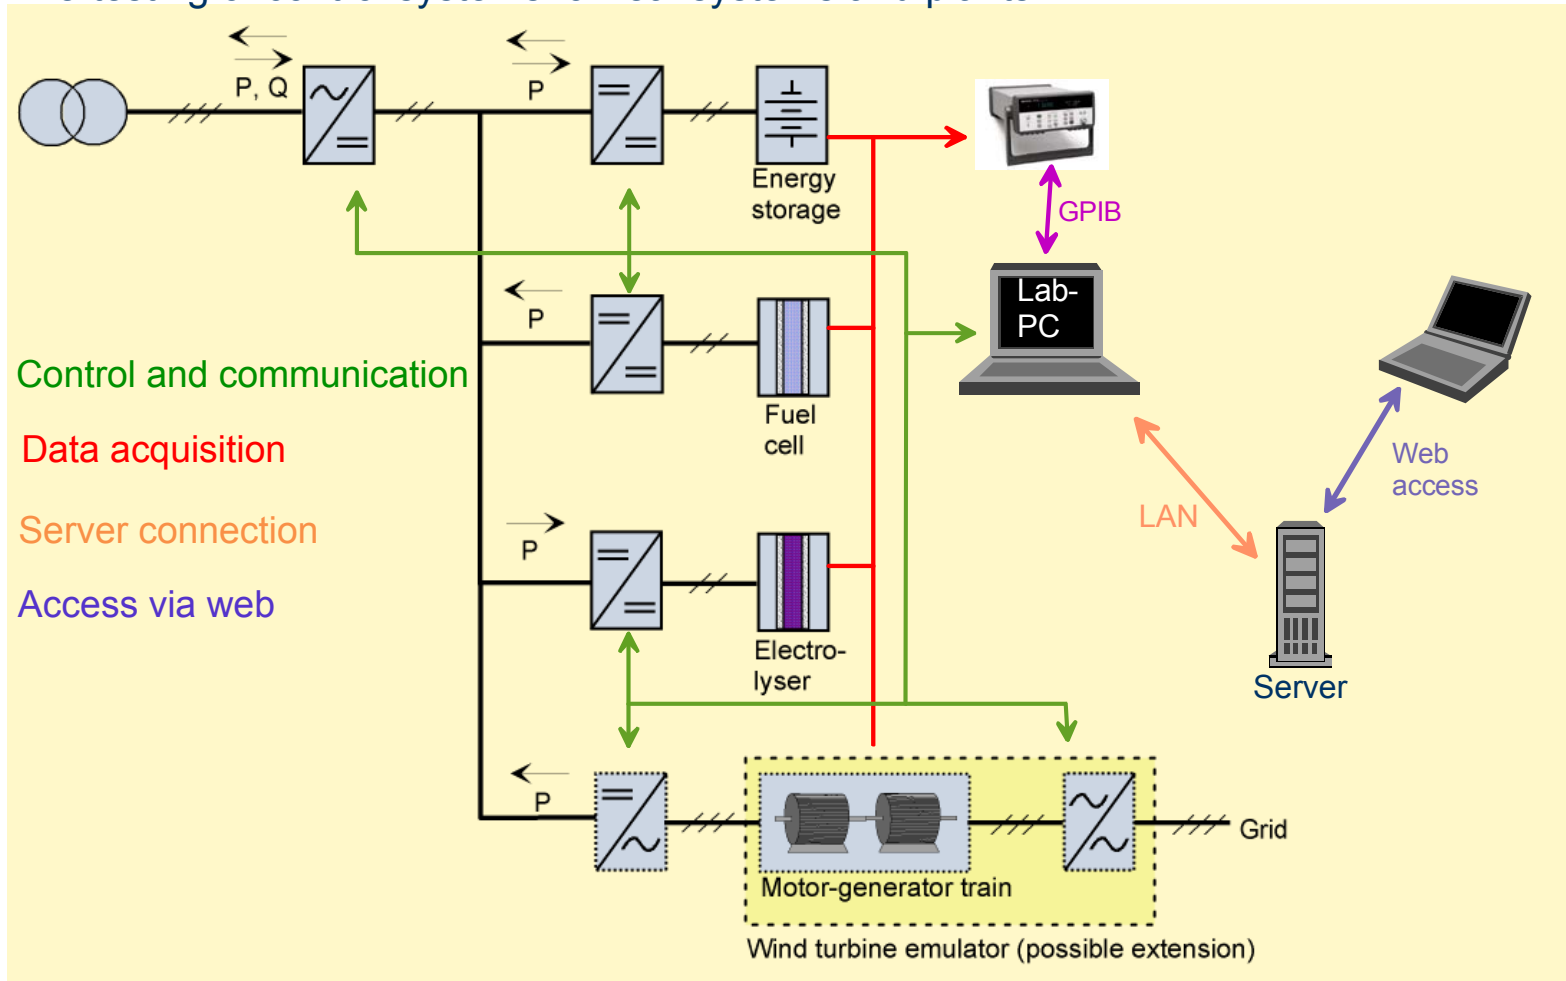 P, Q
P
Energy
storage
GPIB
Lab-
PC
P
Control and communication
Fuel
cell
Data acquisition
Web
access
Server connection
LAN
P
Access via web
Electro-
lyser
Server
P
Grid
Motor-generator train
Wind turbine emulator (possible extension)